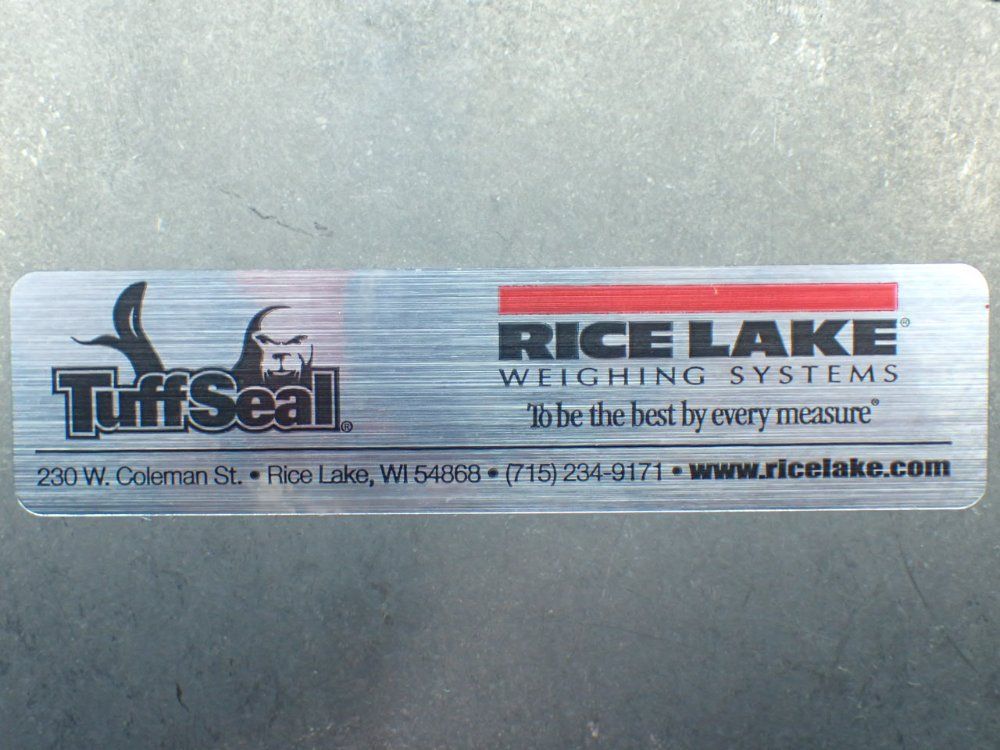 TuffSeal®
RICE LAKE®
WEIGHING SYSTEMS
To be the best by every measure®
230 W. Coleman St. • Rice Lake, WI 54868 • (715) 234-9171 • www.ricelake.com